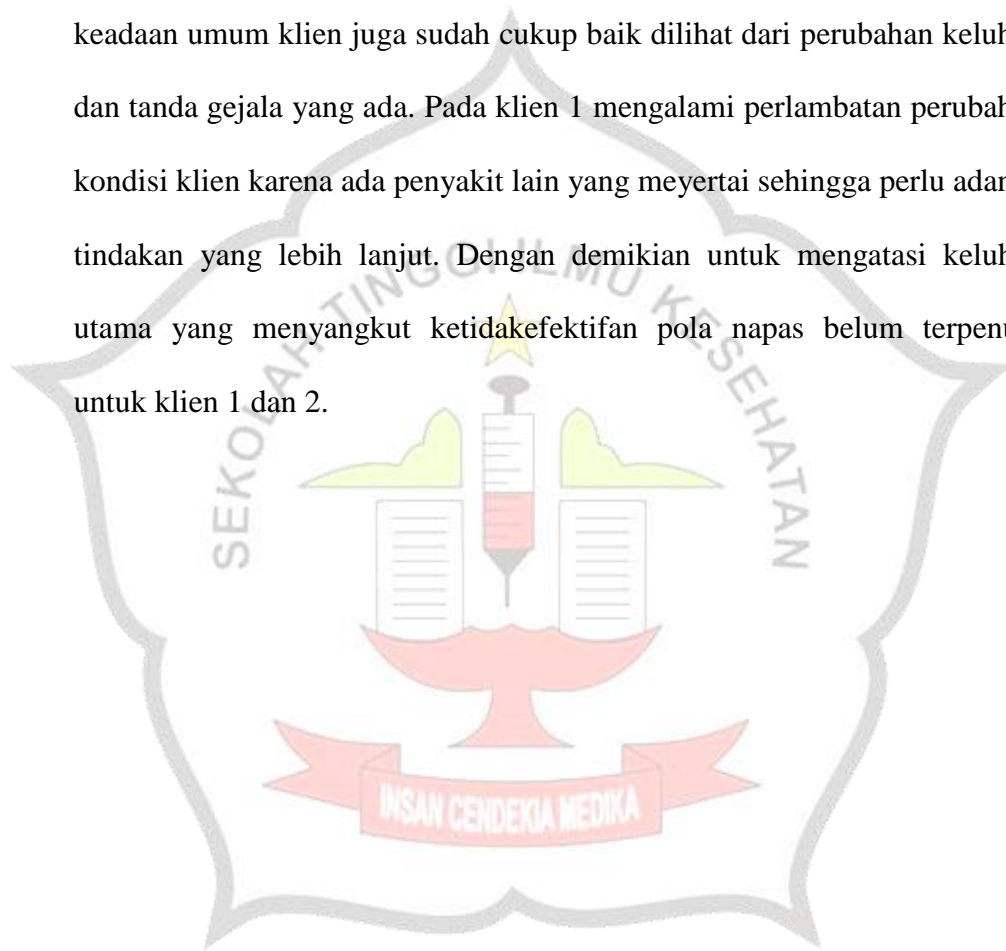 keadaan umum klien juga sudah cukup baik dilihat dari perubahan keluh
dan tanda gejala yang ada. Pada klien 1 mengalami perlambatan perubah
kondisi klien karena ada penyakit lain yang meyertai sehingga perlu adan
tindakan yang lebih lanjut. Dengan demikian untuk mengatasi keluh
utama yang menyangkut ketidakefektifan pola napas belum terpenu
untuk klien 1 dan 2.
SEKOLAH TINGGI ILMU KESEHATAN
INSAN CENDEKIA MEDIKA